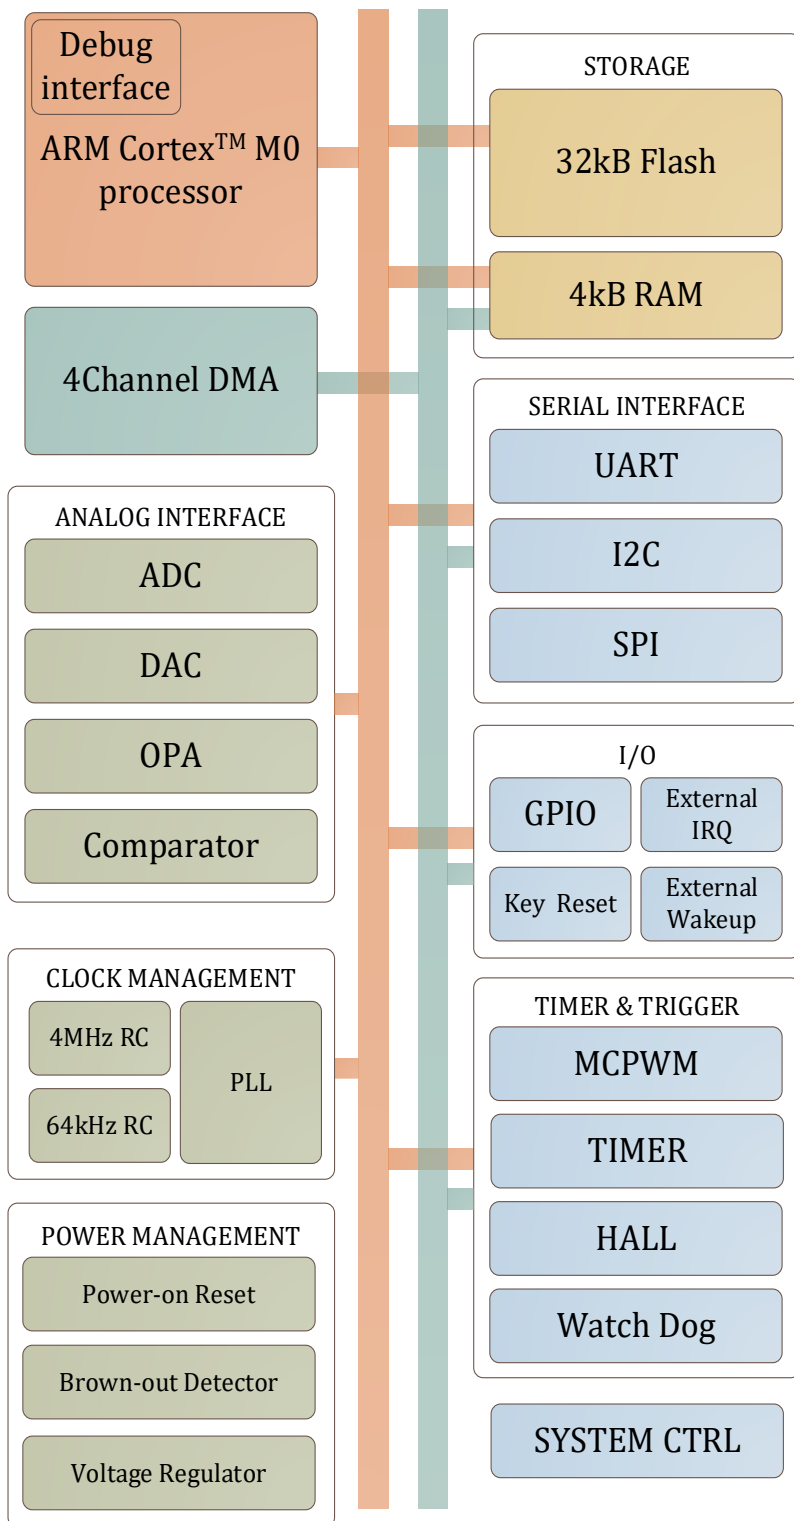 Debug
interface
ARM Cortex™ M0
processor
4Channel DMA
ANALOG INTERFACE
ADC
DAC
OPA
Comparator
CLOCK MANAGEMENT
4MHz RC
64kHz RC
PLL
POWER MANAGEMENT
Power-on Reset
Brown-out Detector
Voltage Regulator
STORAGE
32kB Flash
4kB RAM
SERIAL INTERFACE
UART
I2C
SPI
I/O
GPIO
External
IRQ
Key Reset
External
Wakeup
TIMER & TRIGGER
MCPWM
TIMER
HALL
Watch Dog
SYSTEM CTRL